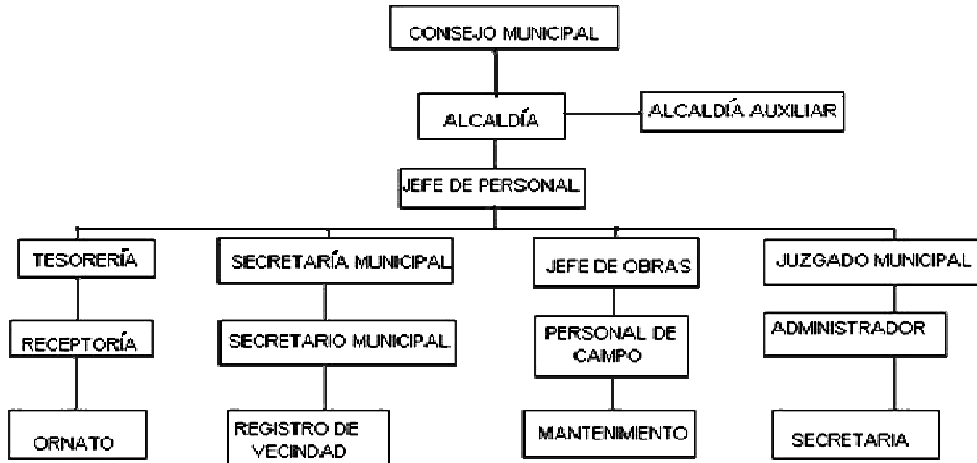 CONSEJO MUNICIPAL
ALCALDÍA
ALCALDÍA AUXILIAR
JEFE DE PERSONAL
TESORERÍA
SECRETARÍA MUNICIPAL
JEFE DE OBRAS
JUZGADO MUNICIPAL
RECEPTORÍA
SECRETARIO MUNICIPAL
PERSONAL DE
CAMPO
ADMINISTRADOR
ORNATO
REGISTRO DE
VECINDAD
MANTENIMIENTO
SECRETARIA